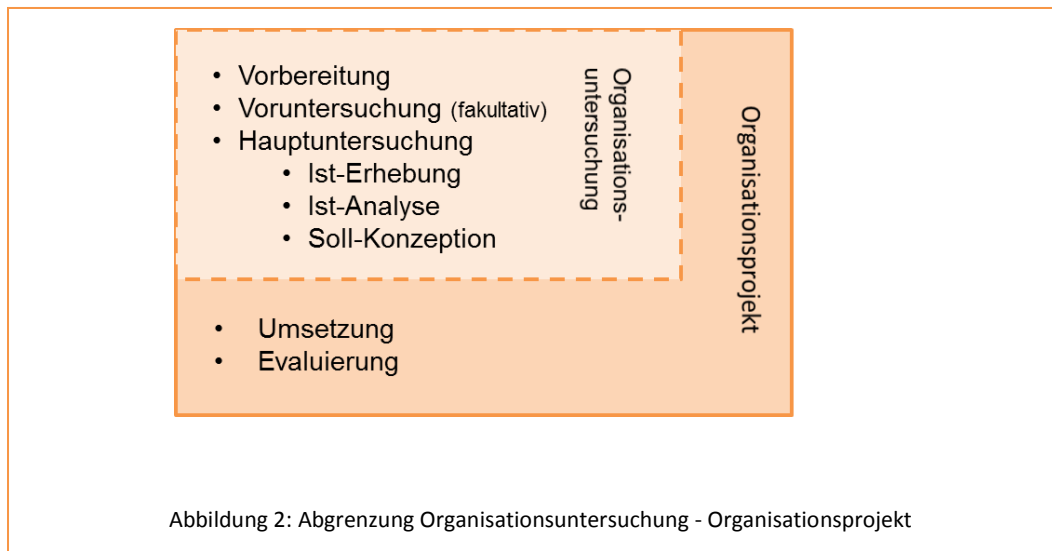 • Vorbereitung
• Voruntersuchung (fakultativ)
• Hauptuntersuchung
• Ist-Erhebung
• Ist-Analyse
• Soll-Konzeption
Organisations-
untersuchung
Organisationsprojekt
• Umsetzung
• Evaluierung
Abbildung 2: Abgrenzung Organisationsuntersuchung - Organisationsprojekt